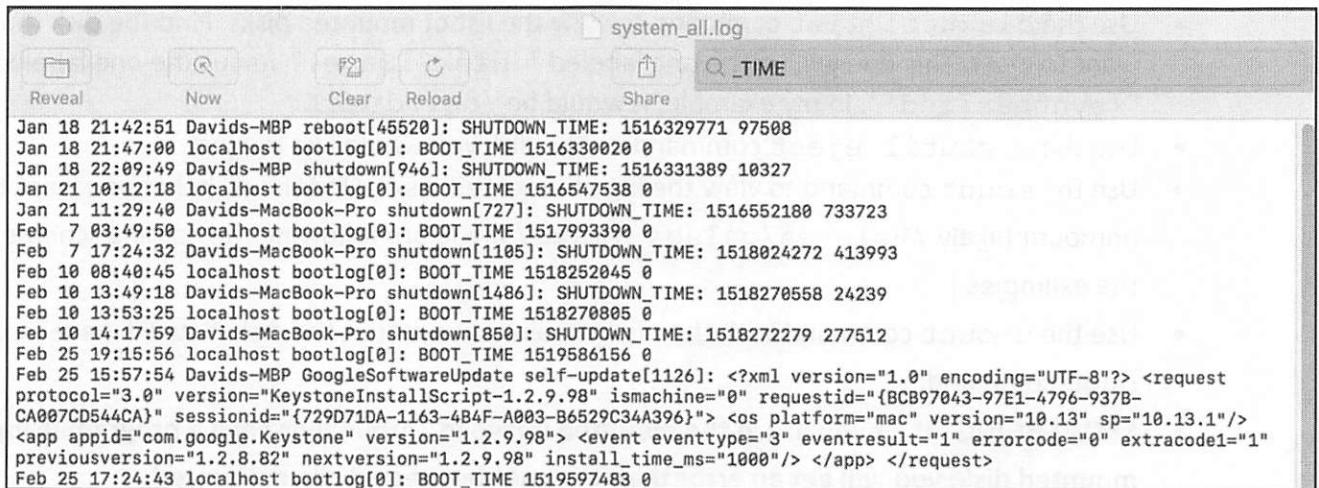 system_all.log
_TIME
Reveal Now Clear Reload Share
Jan 18 21:42:51 Davids-MBP reboot[45520]: SHUTDOWN_TIME: 1516329771 97508
Jan 18 21:47:00 localhost bootlog[0]: BOOT_TIME 1516330020 0
Jan 18 22:09:49 Davids-MBP shutdown[946]: SHUTDOWN_TIME: 1516331389 10327
Jan 21 10:12:18 localhost bootlog[0]: BOOT_TIME 1516547538 0
Jan 21 11:29:40 Davids-MacBook-Pro shutdown[727]: SHUTDOWN_TIME: 1516552180 733723
Feb  7 03:49:50 localhost bootlog[0]: BOOT_TIME 1517993390 0
Feb  7 17:24:32 Davids-MacBook-Pro shutdown[1105]: SHUTDOWN_TIME: 1518024272 413993
Feb 10 08:40:45 localhost bootlog[0]: BOOT_TIME 1518252045 0
Feb 10 13:49:18 Davids-MacBook-Pro shutdown[1486]: SHUTDOWN_TIME: 1518270558 24239
Feb 10 13:53:25 localhost bootlog[0]: BOOT_TIME 1518270805 0
Feb 10 14:17:59 Davids-MacBook-Pro shutdown[850]: SHUTDOWN_TIME: 1518272279 277512
Feb 25 19:15:56 localhost bootlog[0]: BOOT_TIME 1519586156 0
Feb 25 15:57:54 Davids-MBP GoogleSoftwareUpdate self-update[1126]: <?xml version="1.0" encoding="UTF-8"?> <request
protocol="3.0" version="KeystoneInstallScript-1.2.9.98" ismachine="0" requestid="{BCB97043-97E1-4796-937B-
CA007CD544CA}" sessionid="{729D71DA-1163-4B4F-A003-B6529C34A396}"> <os platform="mac" version="10.13" sp="10.13.1"/>
<app appid="com.google.Keystone" version="1.2.9.98"> <event eventtype="3" eventresult="1" errorcode="0" extracode1="1"
previousversion="1.2.8.82" nextversion="1.2.9.98" install_time_ms="1000"/> </app> </request>
Feb 25 17:24:43 localhost bootlog[0]: BOOT_TIME 1519597483 0